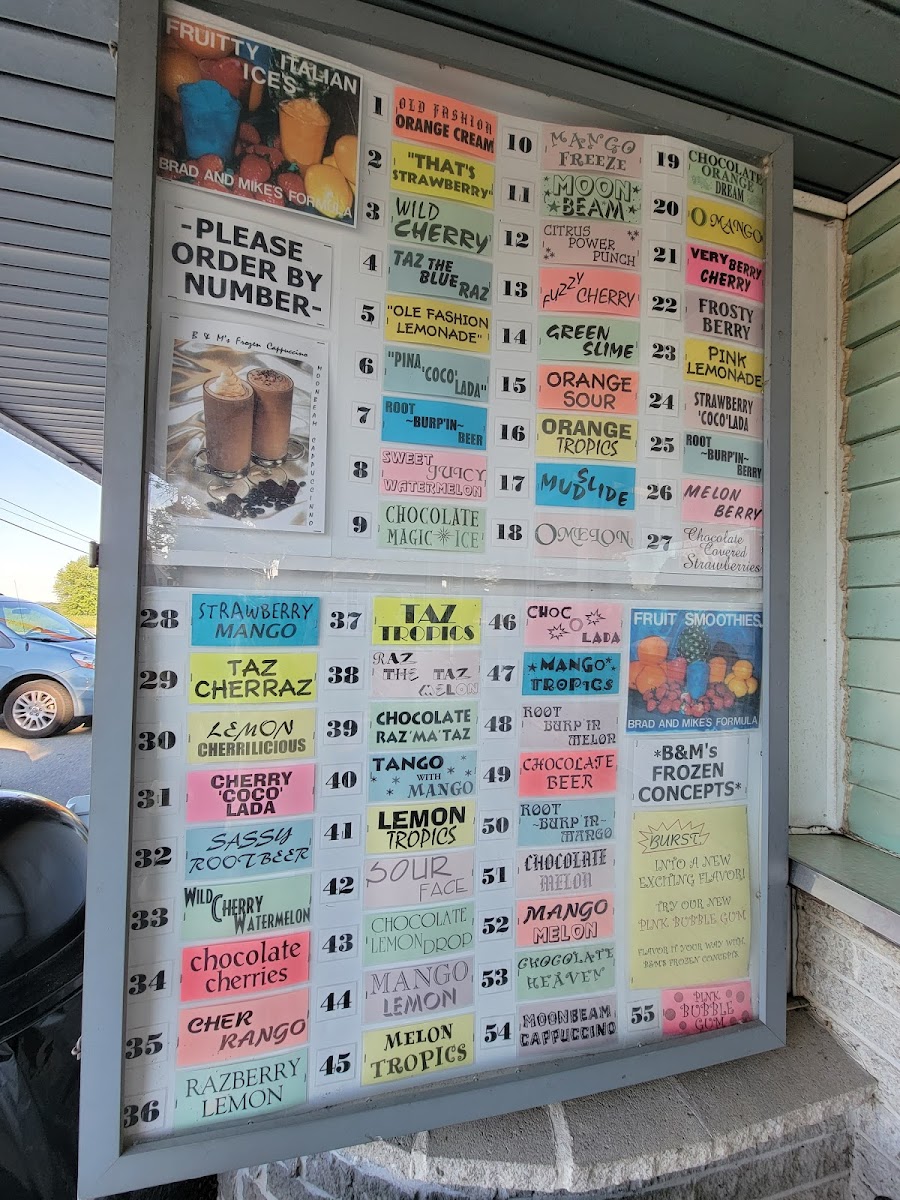 FRUITTY ITALIAN
ICES
BRAD AND MIKE'S FORMULA
-PLEASE
ORDER BY
NUMBER-
B & M's Frozen Cappuccino
MOONBEAM CAPPUCCINNO
1
OLD FASHION
ORANGE CREAM
2
"THAT'S
STRAWBERRY"
3
WILD
CHERRY
4
TAZ THE
BLUE RAZ
5
"OLE FASHION
LEMONADE"
6
"PINA
'COCO'
LADA"
7
ROOT
~BURP'IN~
BEER
8
SWEET
JUICY
WATERMELON
9
CHOCOLATE
MAGIC ICE
10
MANGO
FREEZE
11
MOON
BEAM
12
CITRUS
POWER
PUNCH
13
FUZZY CHERRY
14
GREEN
SLIME
15
ORANGE
SOUR
16
ORANGE
TROPICS
17
MUDSLIDE
18
OMELON
19
CHOCOLATE
ORANGE
DREAM
20
O MANGO
21
VERY BERRY
CHERRY
22
FROSTY
BERRY
23
PINK
LEMONADE
24
STRAWBERRY
'COCO'LADA
25
ROOT
~BURP'IN~
BERRY
26
MELON
BERRY
27
Chocolate
Covered
Strawberries
28
STRAWBERRY
MANGO
29
TAZ
CHERRAZ
30
LEMON
CHERRILICIOUS
31
CHERRY
'COCO'
LADA
32
SASSY
ROOTBEER
33
WILD
CHERRY
WATERMELON
34
chocolate
cherries
35
CHER
RANGO
36
RAZBERRY
LEMON
37
TAZ
TROPICS
38
RAZ
THE TAZ
MELON
39
CHOCOLATE
RAZ'MA'TAZ
40
TANGO
WITH
MANGO
41
LEMON
TROPICS
42
SOUR
FACE
43
CHOCOLATE
LEMON DROP
44
MANGO
LEMON
45
MELON
TROPICS
46
CHOC
O
LADA
47
MANGO
TROPICS
48
ROOT
BURP IN
MELON
49
CHOCOLATE
BEER
50
ROOT
~BURP IN~
MANGO
51
CHOCOLATE
MELON
52
MANGO
MELON
53
CHOCOLATE
HEAVEN
54
MOONBEAM
CAPPUCCINO
FRUIT SMOOTHIES
BRAD AND MIKE'S FORMULA
*B&M's
FROZEN
CONCEPTS*
BURST
INTO A NEW
EXCITING FLAVOR!
TRY OUR NEW
PINK BUBBLE GUM
FLAVOR IT YOUR WAY WITH
B&M'S FROZEN CONCEPTS
55
PINK
BUBBLE
GUM